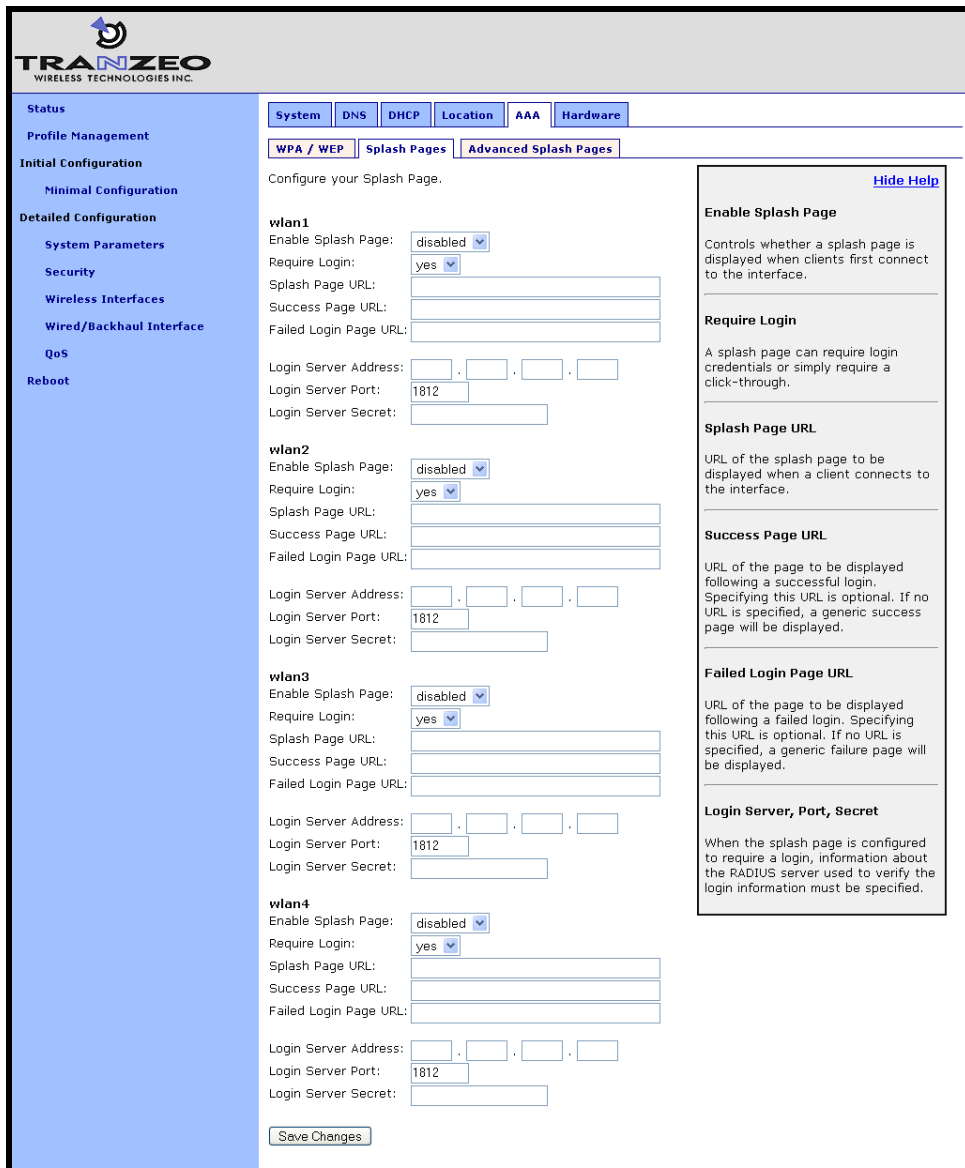 TRANZEO
WIRELESS TECHNOLOGIES INC.
Status
Profile Management
Initial Configuration
Minimal Configuration
Detailed Configuration
System Parameters
Security
Wireless Interfaces
Wired/Backhaul Interface
QoS
Reboot
System DNS DHCP Location AAA Hardware
WPA / WEP Splash Pages Advanced Splash Pages
Configure your Splash Page.
wlan1
Enable Splash Page: disabled
Require Login: yes
Splash Page URL:
Success Page URL:
Failed Login Page URL:
Login Server Address: . . .
Login Server Port: 1812
Login Server Secret:
wlan2
Enable Splash Page: disabled
Require Login: yes
Splash Page URL:
Success Page URL:
Failed Login Page URL:
Login Server Address: . . .
Login Server Port: 1812
Login Server Secret:
wlan3
Enable Splash Page: disabled
Require Login: yes
Splash Page URL:
Success Page URL:
Failed Login Page URL:
Login Server Address: . . .
Login Server Port: 1812
Login Server Secret:
wlan4
Enable Splash Page: disabled
Require Login: yes
Splash Page URL:
Success Page URL:
Failed Login Page URL:
Login Server Address: . . .
Login Server Port: 1812
Login Server Secret:
Save Changes
Hide Help
Enable Splash Page
Controls whether a splash page is
displayed when clients first connect
to the interface.
Require Login
A splash page can require login
credentials or simply require a
click-through.
Splash Page URL
URL of the splash page to be
displayed when a client connects to
the interface.
Success Page URL
URL of the page to be displayed
following a successful login.
Specifying this URL is optional. If no
URL is specified, a generic success
page will be displayed.
Failed Login Page URL
URL of the page to be displayed
following a failed login. Specifying
this URL is optional. If no URL is
specified, a generic failure page will
be displayed.
Login Server, Port, Secret
When the splash page is configured
to require a login, information about
the RADIUS server used to verify the
login information must be specified.